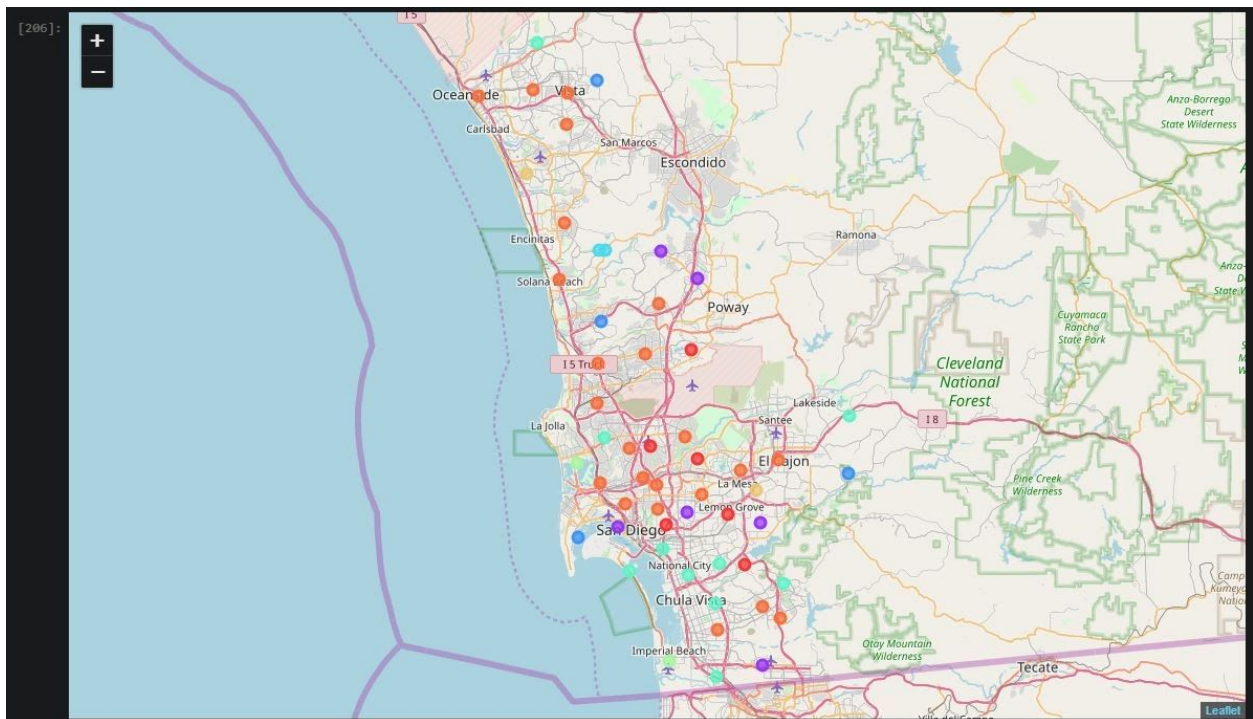 [206]:
+
−
I 5
Oceanside
Vista
Carlsbad
San Marcos
Escondido
Anza-Borrego
Desert
State Wilderness
Encinitas
Ramona
Solana Beach
Poway
Cuyamaca
Rancho
State Park
I 5 Truck
Cleveland
National
Forest
Lakeside
Santee
I 8
La Jolla
El Cajon
La Mesa
Pine Creek
Wilderness
Lemon Grove
San Diego
National City
Chula Vista
Imperial Beach
Otay Mountain
Wilderness
Tecate
Leaflet